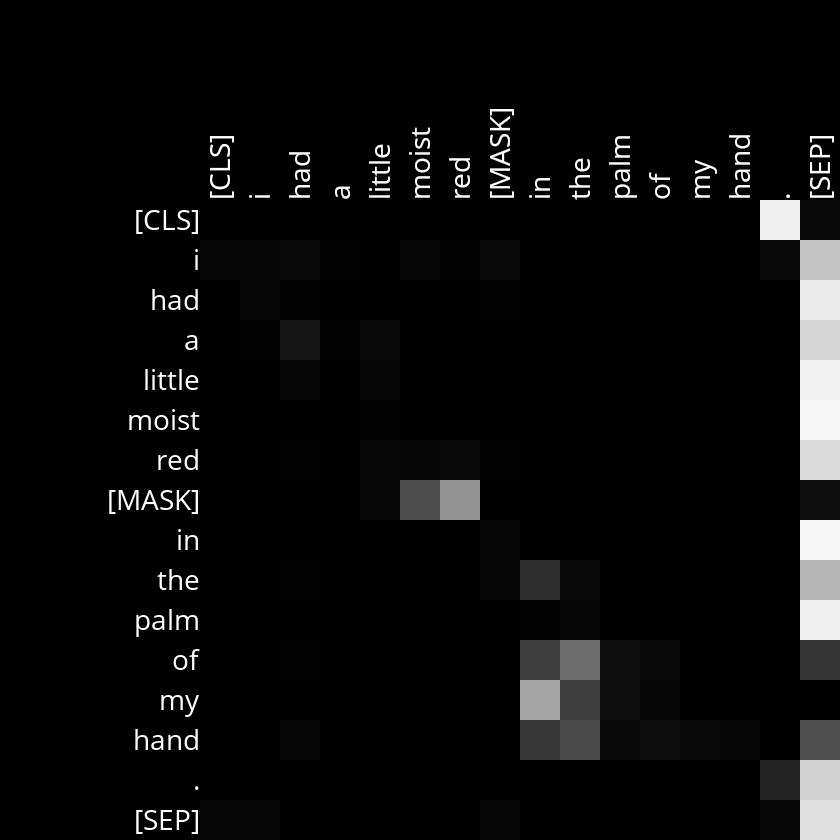 [CLS] i had a little moist red [MASK] in the palm of my hand . [SEP]
[CLS]
i
had
a
little
moist
red
[MASK]
in
the
palm
of
my
hand
.
[SEP]